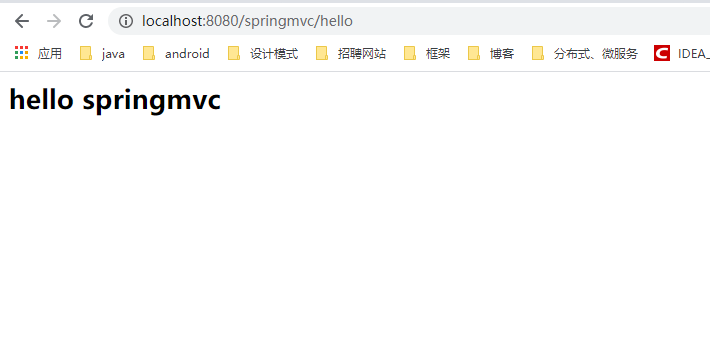 localhost:8080/springmvc/hello
应用 java android 设计模式 招聘网站 框架 博客 分布式、微服务 IDEA_
hello springmvc